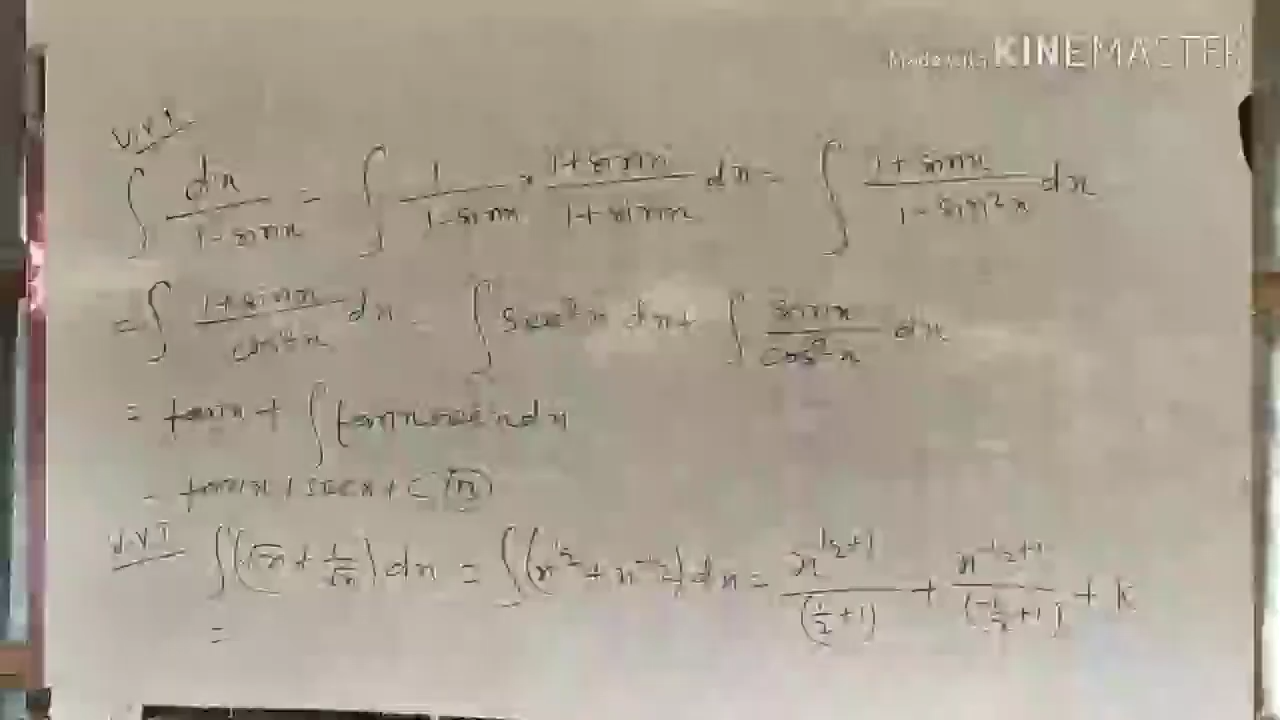 Made with KINEMASTER
V.V.I
∫ dx/(1-sinx) = ∫ 1/(1-sinx) × (1+sinx)/(1+sinx) dx = ∫ (1+sinx)/(1-sin²x) dx
= ∫ (1+sinx)/(cos²x) dx = ∫ sec²x dx + ∫ sinx/cos²x dx
= tanx + ∫ tanx secx dx
= tanx + secx + C
V.V.I ∫(√x + 1/√x) dx = ∫(x^½ + x^-½) dx = x^(½+1)/(½+1) + x^(-½+1)/(-½+1) + k
=